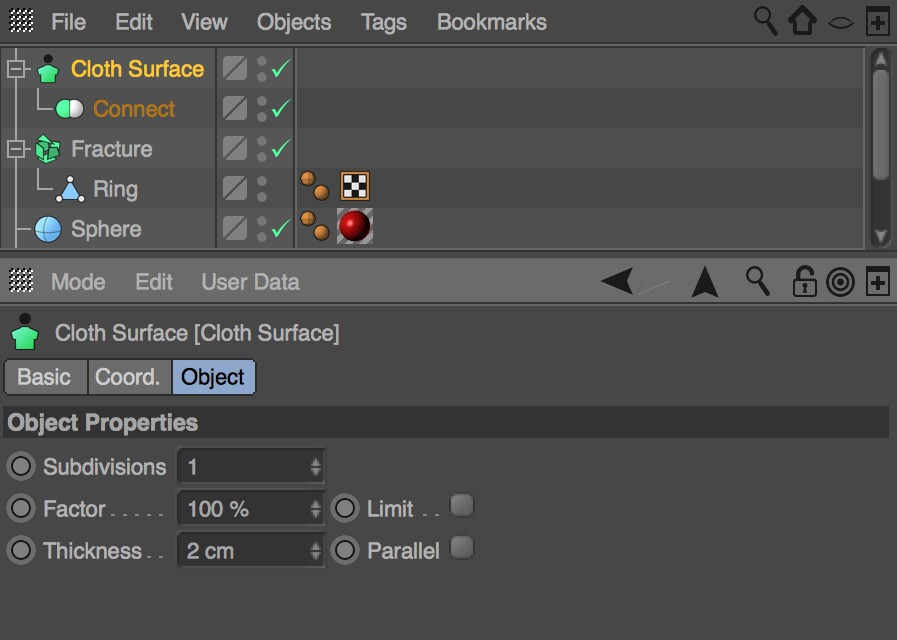 File Edit View Objects Tags Bookmarks
Cloth Surface
Connect
Fracture
Ring
Sphere
Mode Edit User Data
Cloth Surface [Cloth Surface]
Basic Coord. Object
Object Properties
Subdivisions 1
Factor . . . . . 100 % Limit . .
Thickness . . 2 cm Parallel